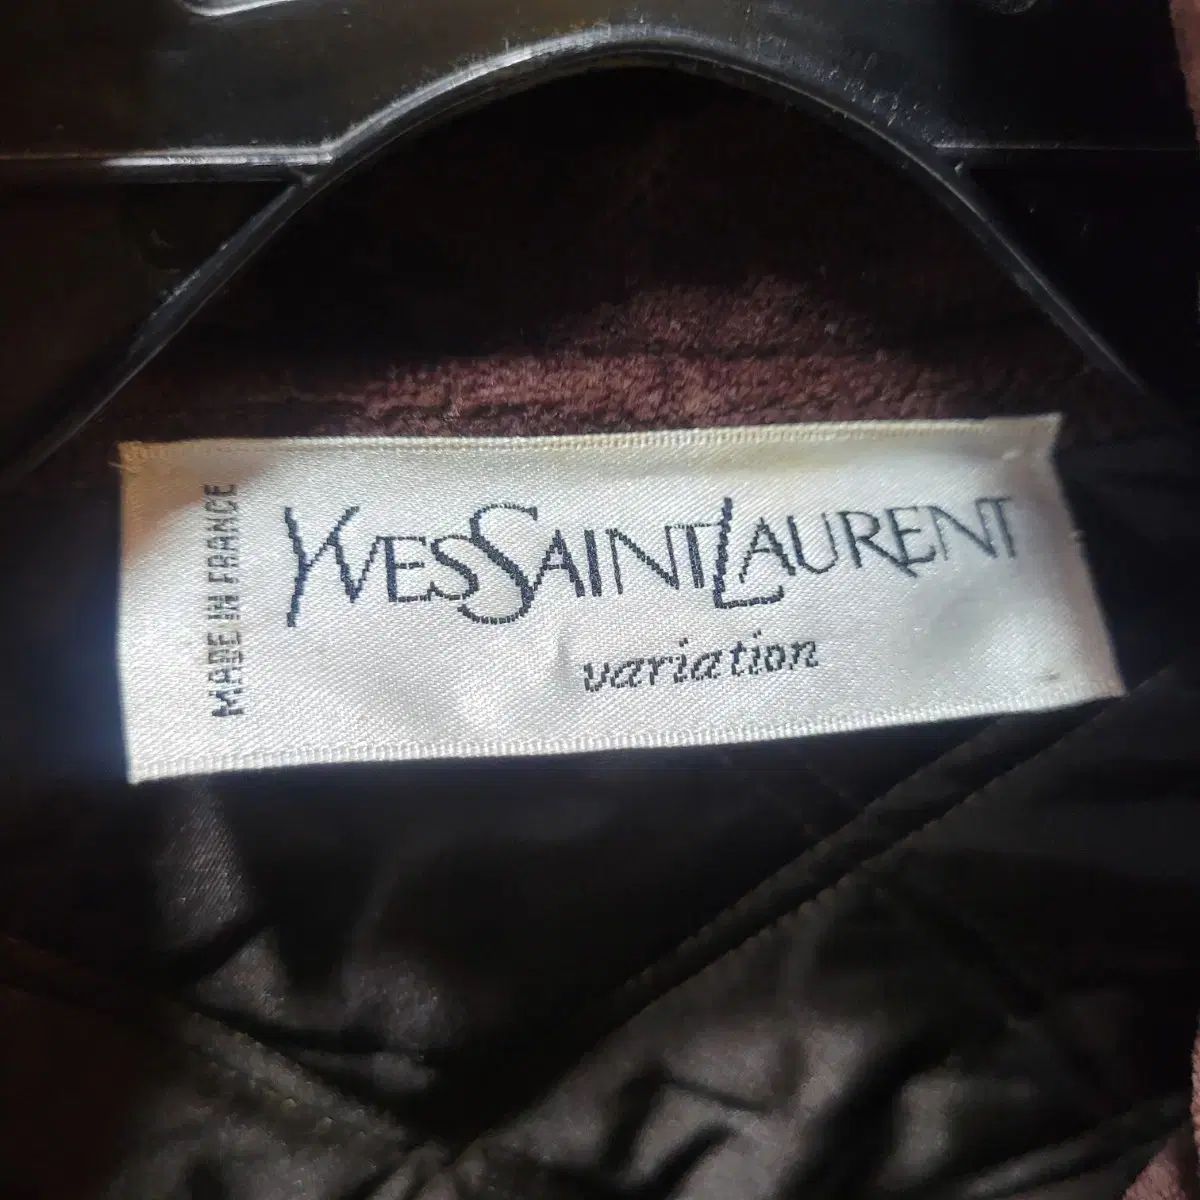 MADE IN FRANCE
YVESSAINTLAURENT
variation